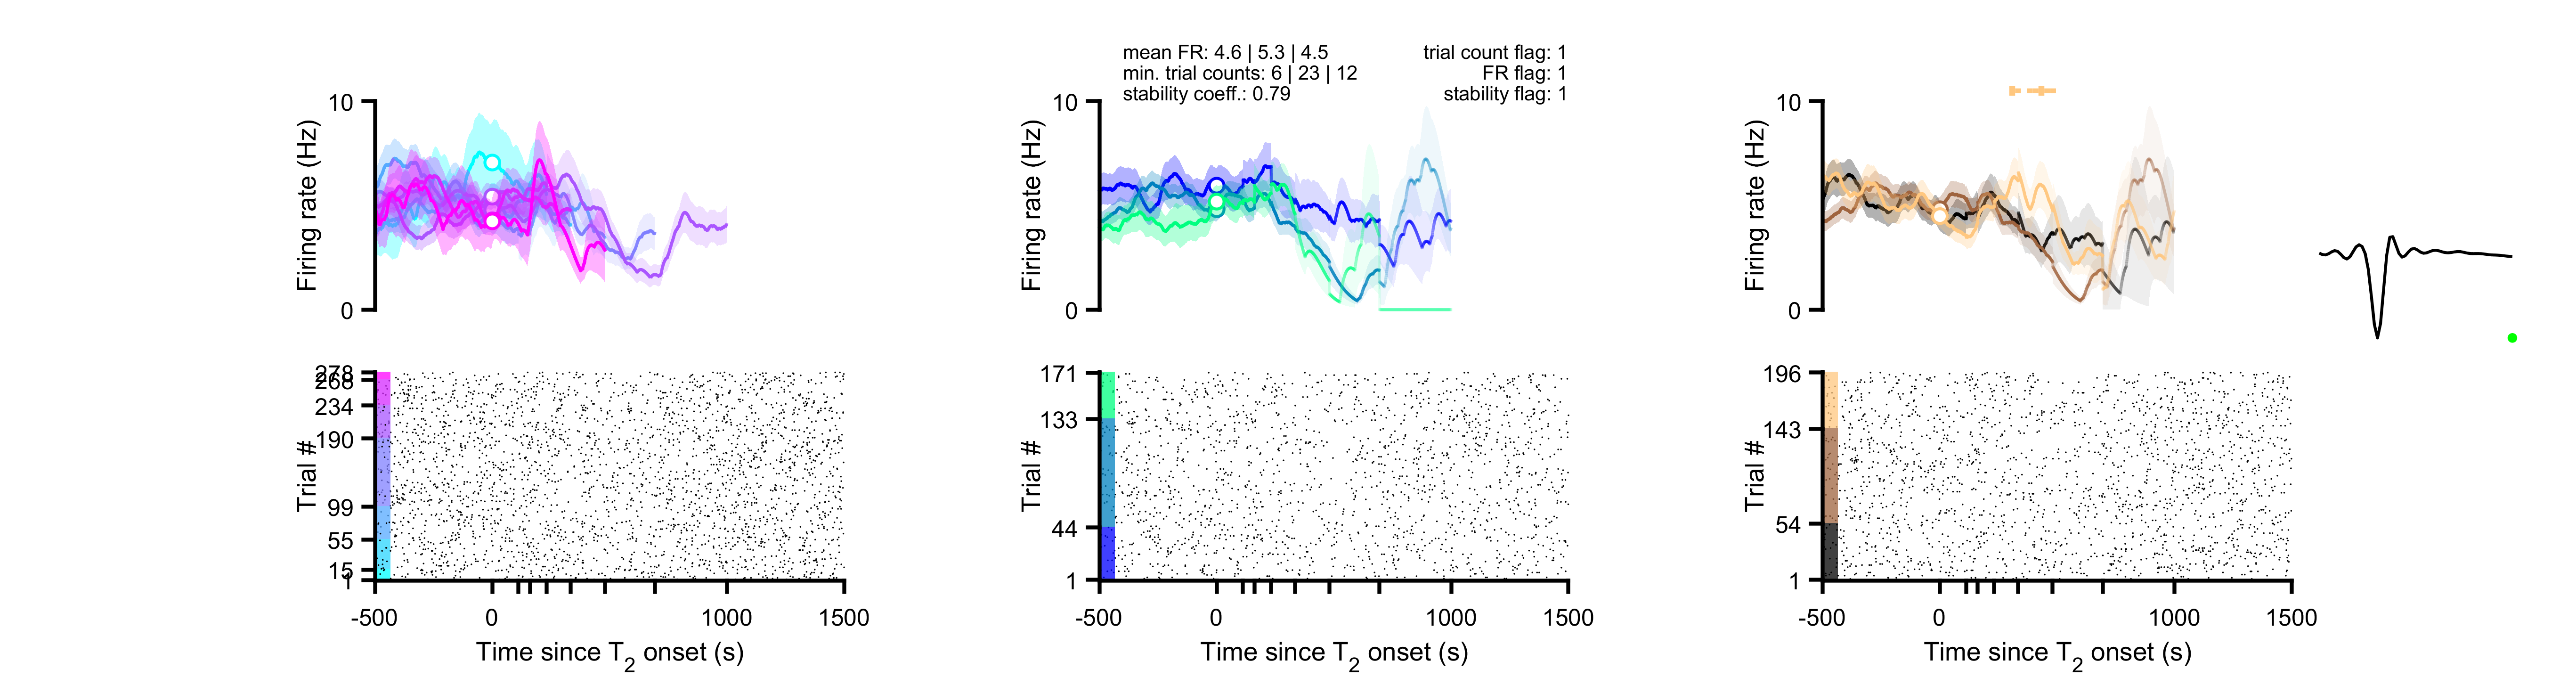 mean FR: 4.6 | 5.3 | 4.5
min. trial counts: 6 | 23 | 12
stability coeff.: 0.79
trial count flag: 1
FR flag: 1
stability flag: 1
Firing rate (Hz)
10
0
Firing rate (Hz)
10
0
Firing rate (Hz)
10
0
Trial #
278
268
234
190
99
55
15
1
-500
0
1000
1500
Time since T2 onset (s)
Trial #
171
133
44
1
-500
0
1000
1500
Time since T2 onset (s)
Trial #
196
143
54
1
-500
0
1000
1500
Time since T2 onset (s)